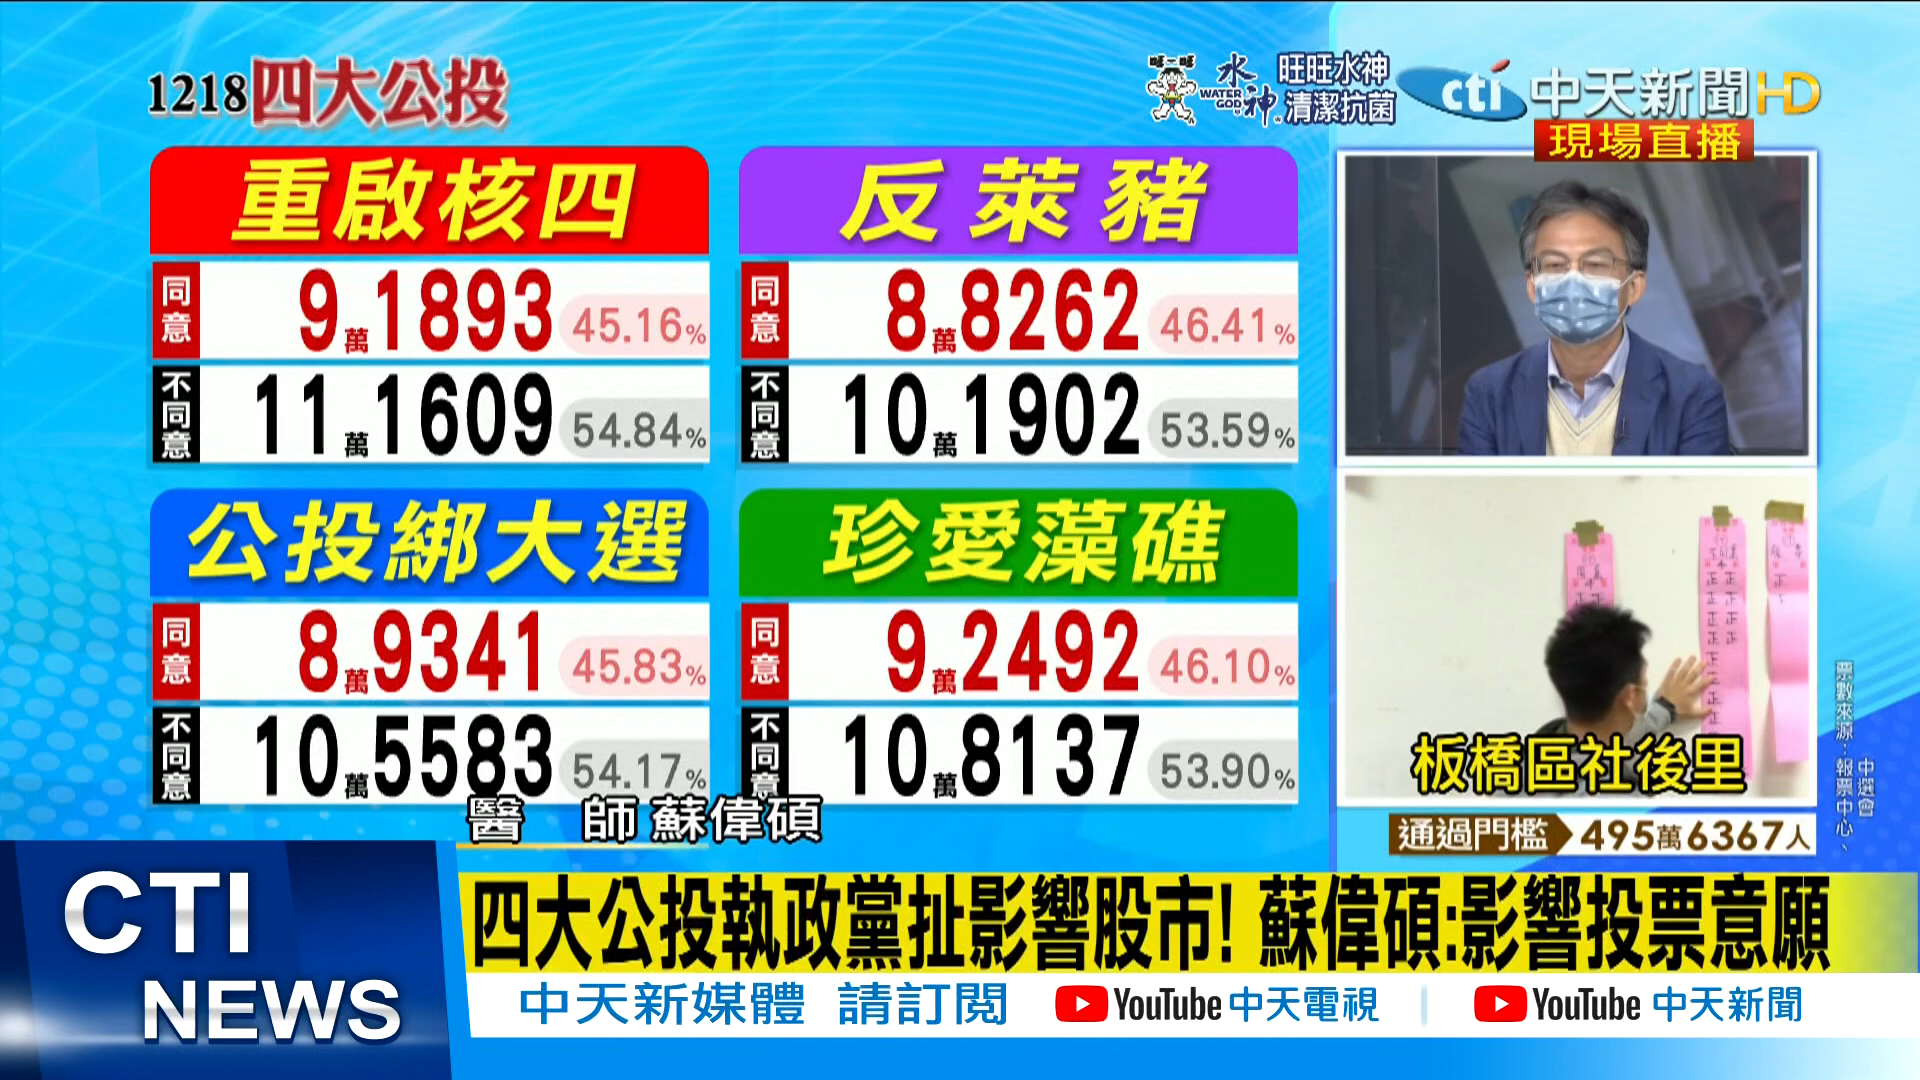 1218四大公投
旺一旺
水神
WATER GOD
旺旺水神
清潔抗菌
cti 中天新聞HD
現場直播
重啟核四
同意 9萬1893 45.16%
不同意 11萬1609 54.84%
反萊豬
同意 8萬8262 46.41%
不同意 10萬1902 53.59%
公投綁大選
同意 8萬9341 45.83%
不同意 10萬5583 54.17%
珍愛藻礁
同意 9萬2492 46.10%
不同意 10萬8137 53.90%
板橋區社後里
通過門檻 495萬6367人
票數來源:報票中心、
中選會
醫 師 蘇偉碩
CTI
NEWS
四大公投執政黨扯影響股市! 蘇偉碩:影響投票意願
中天新媒體 請訂閱 YouTube 中天電視 | YouTube 中天新聞